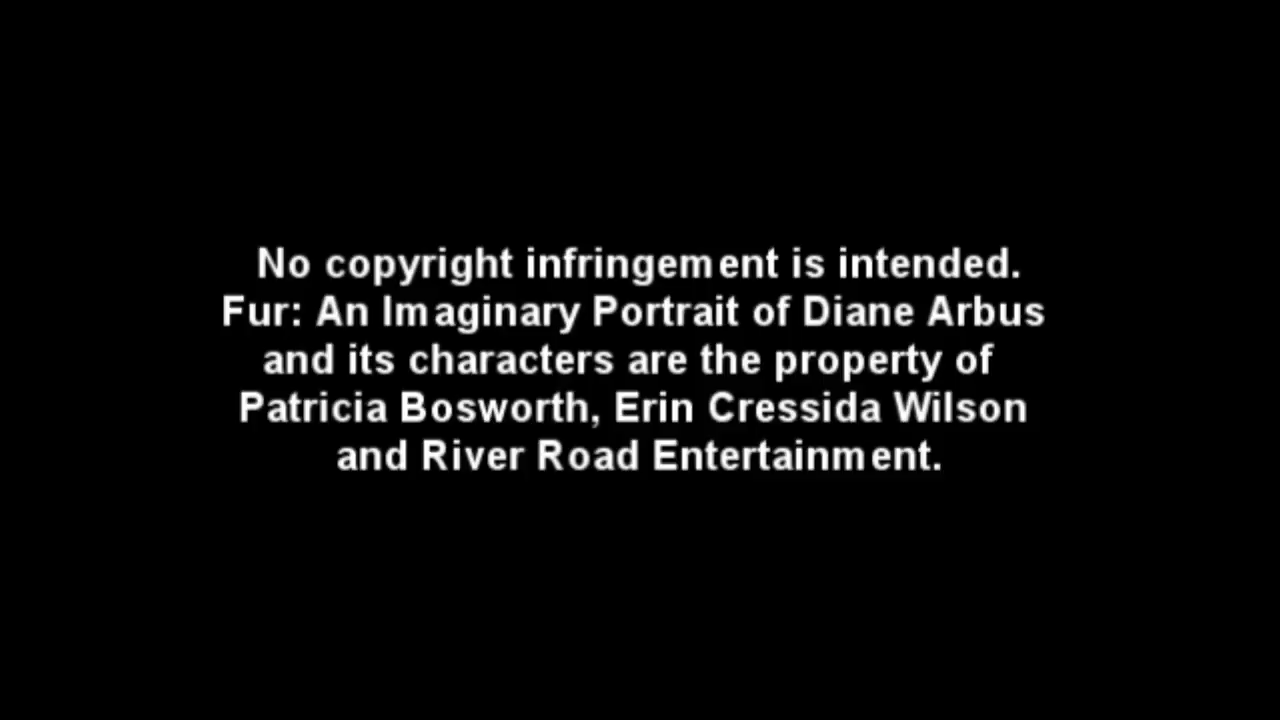 No copyright infringement is intended.
Fur: An Imaginary Portrait of Diane Arbus
and its characters are the property of
Patricia Bosworth, Erin Cressida Wilson
and River Road Entertainment.